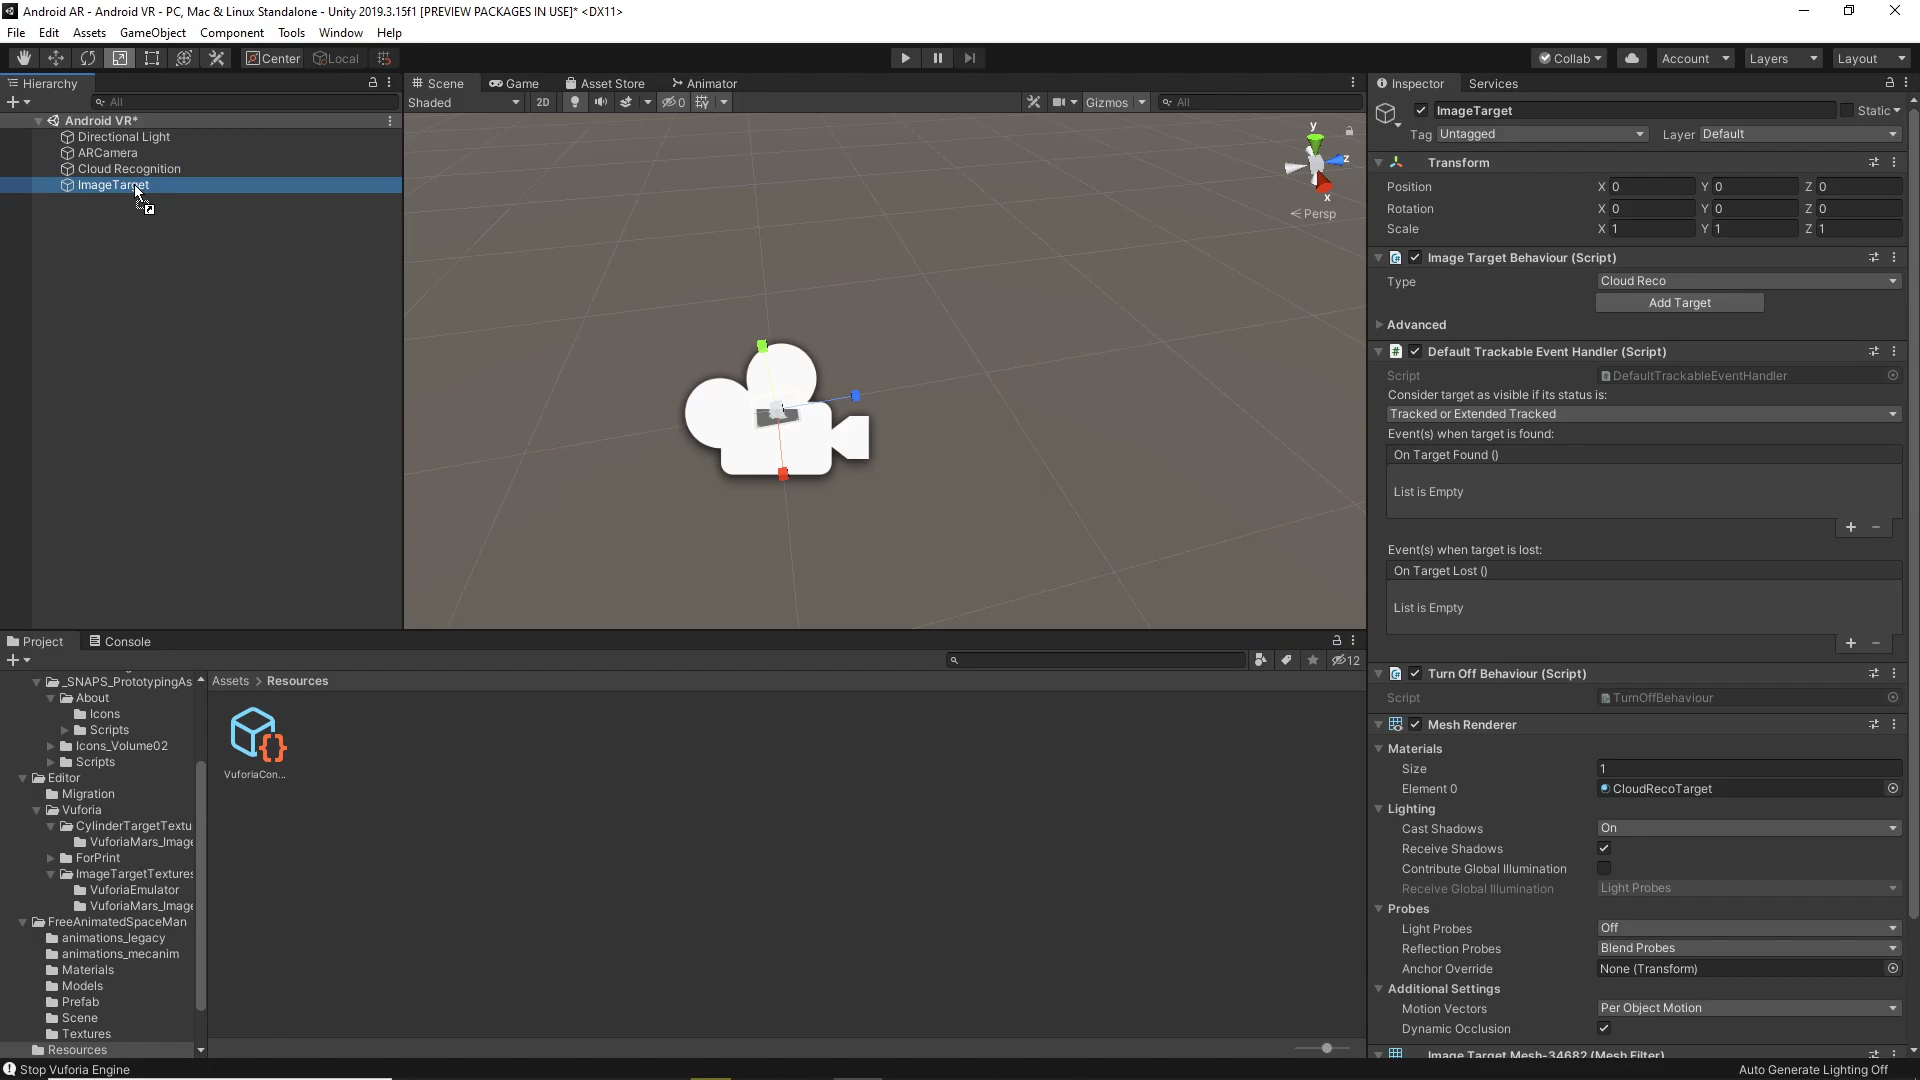 Android AR - Android VR - PC, Mac & Linux Standalone - Unity 2019.3.15f1 [PREVIEW PACKAGES IN USE]* <DX11>
File Edit Assets GameObject Component Tools Window Help
Center Local Collab Account Layers Layout
Hierarchy
All
Android VR*
Directional Light
ARCamera
Cloud Recognition
ImageTarget
Scene Game Asset Store Animator
Shaded 2D 0 Gizmos All
y
z
x
Persp
Inspector Services
ImageTarget Static
Tag Untagged Layer Default
Transform
Position X 0 Y 0 Z 0
Rotation X 0 Y 0 Z 0
Scale X 1 Y 1 Z 1
Image Target Behaviour (Script)
Type Cloud Reco
Add Target
Advanced
Default Trackable Event Handler (Script)
Script DefaultTrackableEventHandler
Consider target as visible if its status is:
Tracked or Extended Tracked
Event(s) when target is found:
On Target Found ()
List is Empty
Event(s) when target is lost:
On Target Lost ()
List is Empty
Turn Off Behaviour (Script)
Script TurnOffBehaviour
Mesh Renderer
Materials
Size 1
Element 0 CloudRecoTarget
Lighting
Cast Shadows On
Receive Shadows
Contribute Global Illumination
Receive Global Illumination Light Probes
Probes
Light Probes Off
Reflection Probes Blend Probes
Anchor Override None (Transform)
Additional Settings
Motion Vectors Per Object Motion
Dynamic Occlusion
Image Target Mesh-34682 (Mesh Filter)
Project Console
12
_SNAPS_PrototypingAs
About
Icons
Scripts
Icons_Volume02
Scripts
Editor
Migration
Vuforia
CylinderTargetTextu
VuforiaMars_Image
ForPrint
ImageTargetTextures
VuforiaEmulator
VuforiaMars_Image
FreeAnimatedSpaceMan
animations_legacy
animations_mecanim
Materials
Models
Prefab
Scene
Textures
Resources
Assets > Resources
VuforiaCon...
Stop Vuforia Engine
Auto Generate Lighting Off